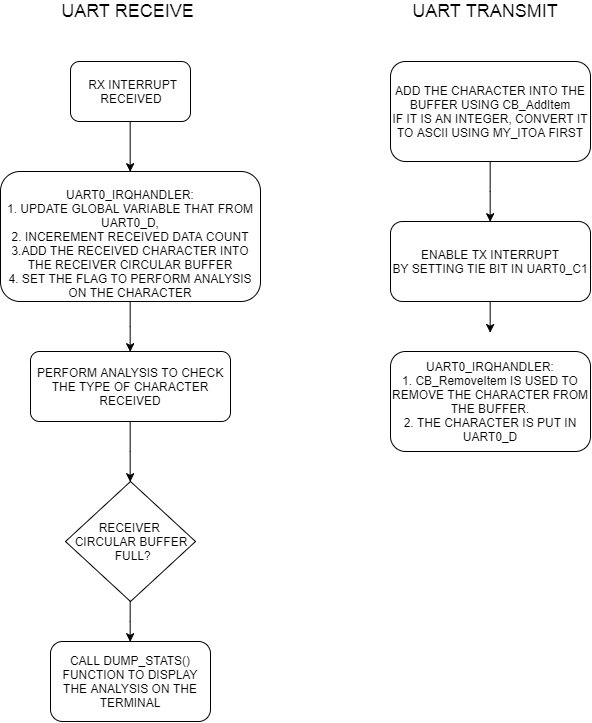 UART RECEIVE
RX INTERRUPT
RECEIVED
UART0_IRQHANDLER:
1. UPDATE GLOBAL VARIABLE THAT FROM
UART0_D,
2. INCEREMENT RECEIVED DATA COUNT
3.ADD THE RECEIVED CHARACTER INTO
THE RECEIVER CIRCULAR BUFFER
4. SET THE FLAG TO PERFORM ANALYSIS
ON THE CHARACTER
PERFORM ANALYSIS TO CHECK
THE TYPE OF CHARACTER
RECEIVED
RECEIVER
CIRCULAR BUFFER
FULL?
CALL DUMP_STATS()
FUNCTION TO DISPLAY
THE ANALYSIS ON THE
TERMINAL
UART TRANSMIT
ADD THE CHARACTER INTO THE
BUFFER USING CB_AddItem
IF IT IS AN INTEGER, CONVERT IT
TO ASCII USING MY_ITOA FIRST
ENABLE TX INTERRUPT
BY SETTING TIE BIT IN UART0_C1
UART0_IRQHANDLER:
1. CB_RemoveItem IS USED TO
REMOVE THE CHARACTER FROM
THE BUFFER.
2. THE CHARACTER IS PUT IN
UART0_D